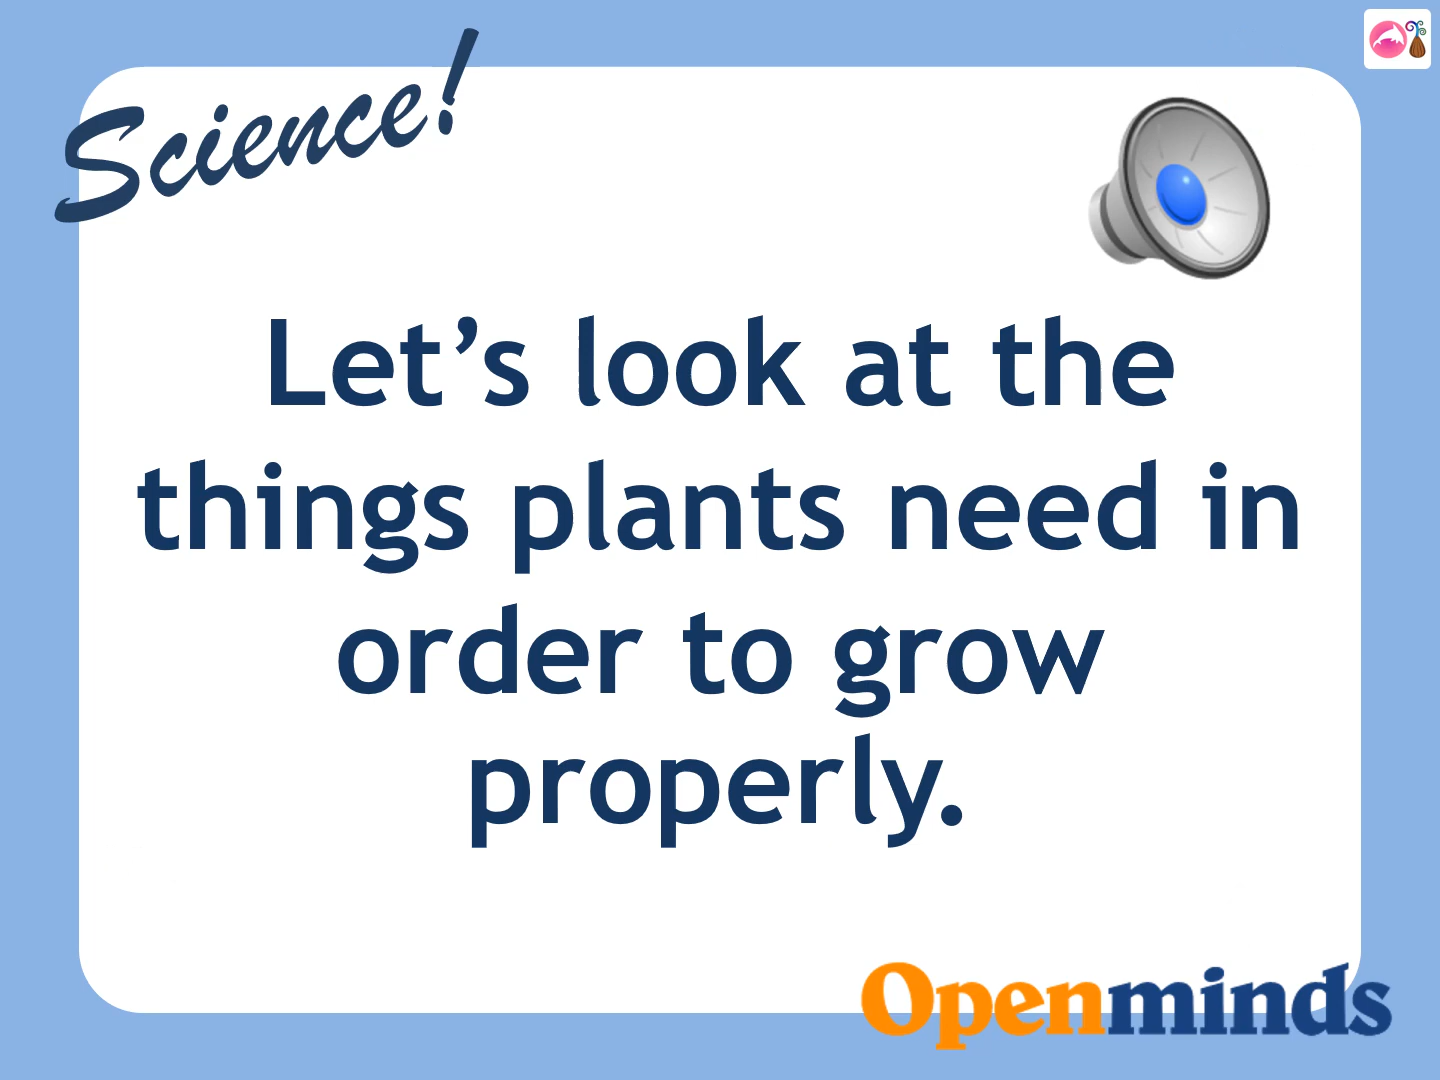 Science!
Let’s look at the
things plants need in
order to grow
properly.
Openminds